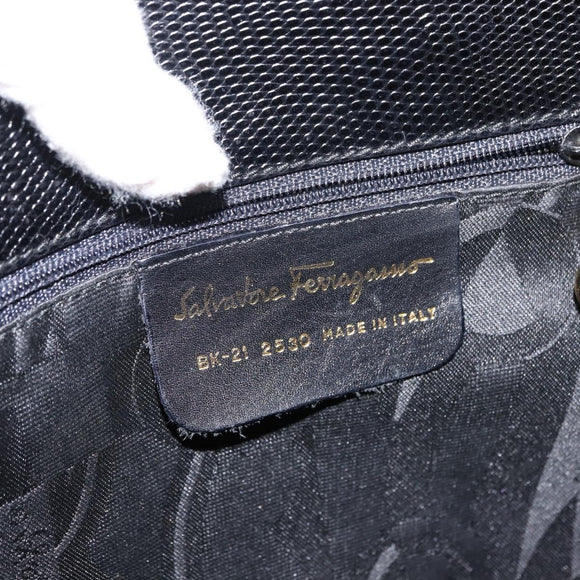 Salvatore Ferragamo
BK-21 2530 MADE IN ITALY